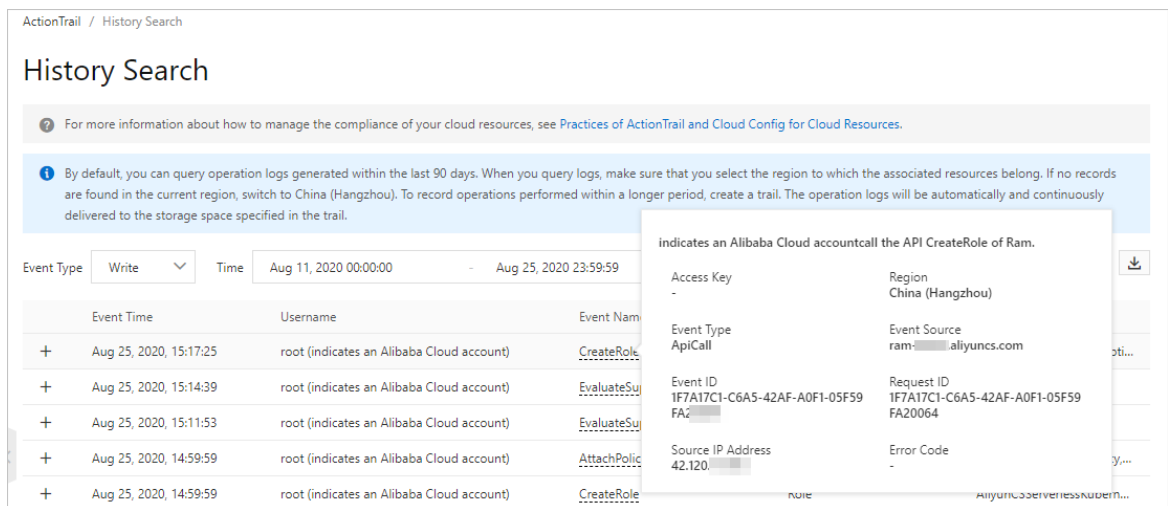 ActionTrail / History Search
History Search
For more information about how to manage the compliance of your cloud resources, see Practices of ActionTrail and Cloud Config for Cloud Resources.
By default, you can query operation logs generated within the last 90 days. When you query logs, make sure that you select the region to which the associated resources belong. If no records
are found in the current region, switch to China (Hangzhou). To record operations performed within a longer period, create a trail. The operation logs will be automatically and continuously
delivered to the storage space specified in the trail.
Event Type Write Time Aug 11, 2020 00:00:00 - Aug 25, 2020 23:59:59
Event Time Username Event Nam
+ Aug 25, 2020, 15:17:25 root (indicates an Alibaba Cloud account) CreateRole
+ Aug 25, 2020, 15:14:39 root (indicates an Alibaba Cloud account) EvaluateSu
+ Aug 25, 2020, 15:11:53 root (indicates an Alibaba Cloud account) EvaluateSu
+ Aug 25, 2020, 14:59:59 root (indicates an Alibaba Cloud account) AttachPolic
+ Aug 25, 2020, 14:59:59 root (indicates an Alibaba Cloud account) CreateRole Role AliyunCSServerlessKubern...
indicates an Alibaba Cloud accountcall the API CreateRole of Ram.
Access Key Region
- China (Hangzhou)
Event Type Event Source
ApiCall ram- .aliyuncs.com
Event ID Request ID
1F7A17C1-C6A5-42AF-A0F1-05F59 1F7A17C1-C6A5-42AF-A0F1-05F59
FA2 FA20064
Source IP Address Error Code
42.120. -